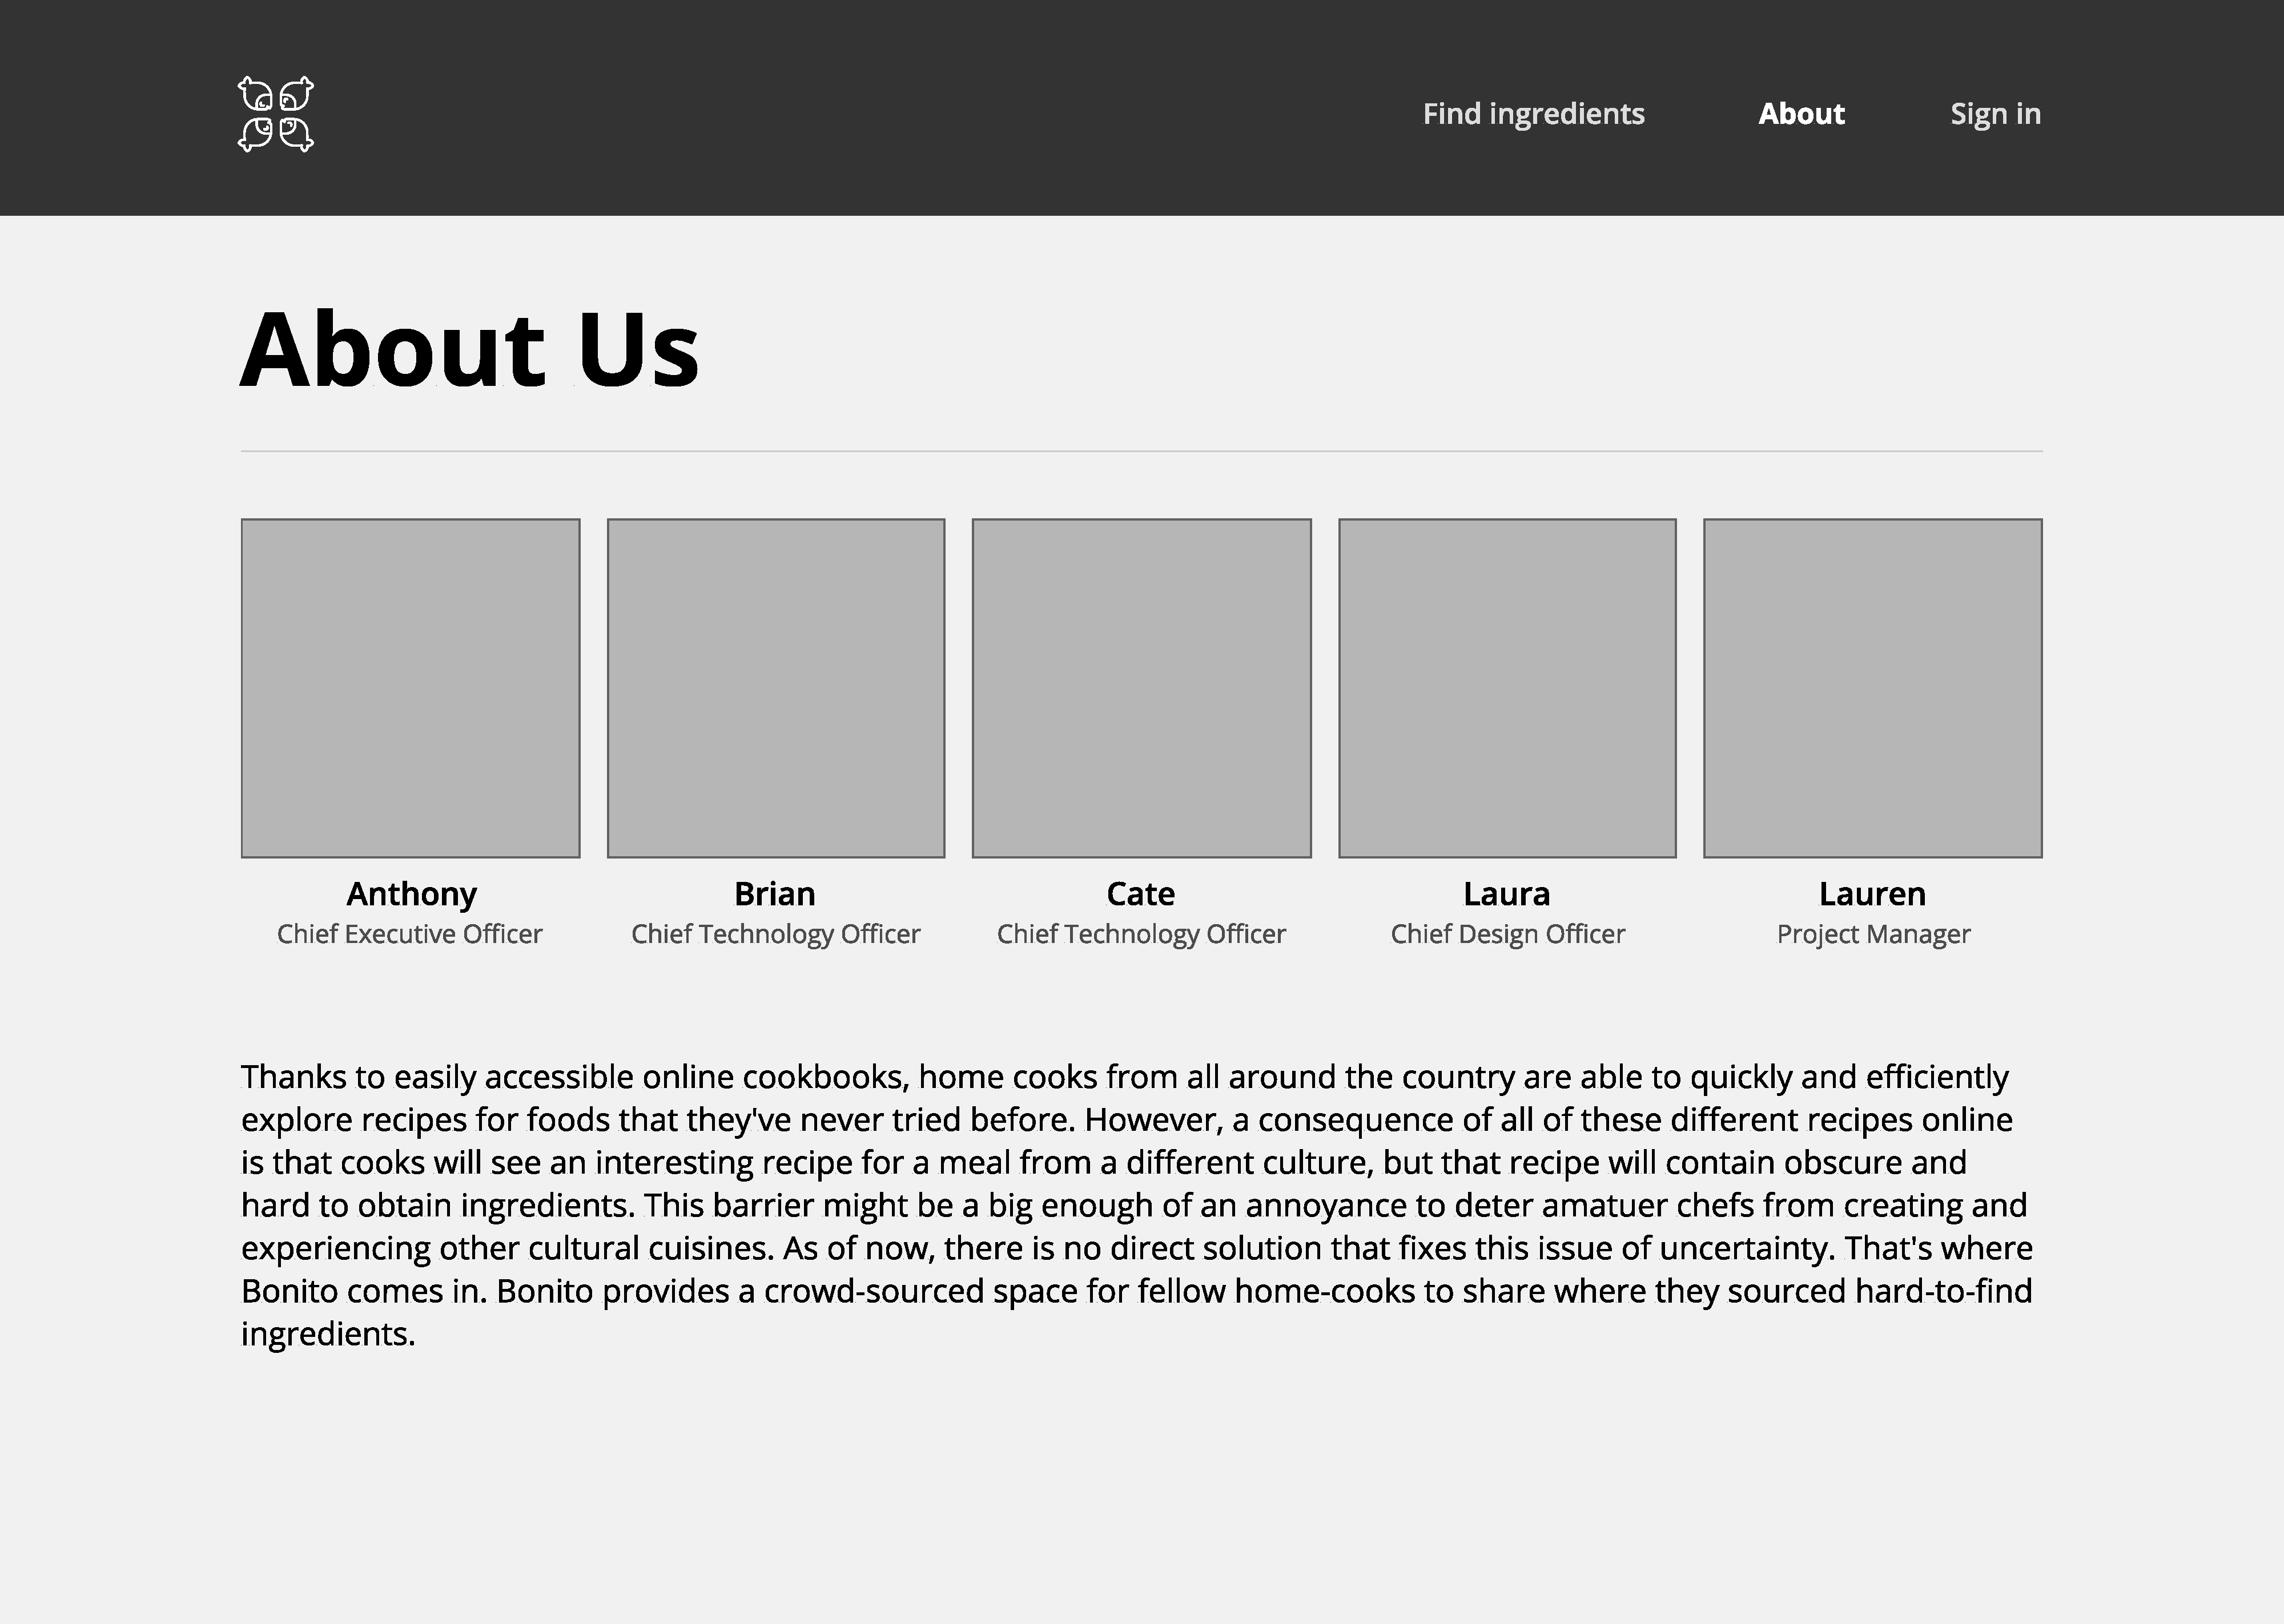 Find ingredients About Sign in
About Us
Anthony Brian Cate Laura Lauren
Chief Executive Officer Chief Technology Officer Chief Technology Officer Chief Design Officer Project Manager
Thanks to easily accessible online cookbooks, home cooks from all around the country are able to quickly and efficiently
explore recipes for foods that they've never tried before. However, a consequence of all of these different recipes online
is that cooks will see an interesting recipe for a meal from a different culture, but that recipe will contain obscure and
hard to obtain ingredients. This barrier might be a big enough of an annoyance to deter amatuer chefs from creating and
experiencing other cultural cuisines. As of now, there is no direct solution that fixes this issue of uncertainty. That's where
Bonito comes in. Bonito provides a crowd-sourced space for fellow home-cooks to share where they sourced hard-to-find
ingredients.